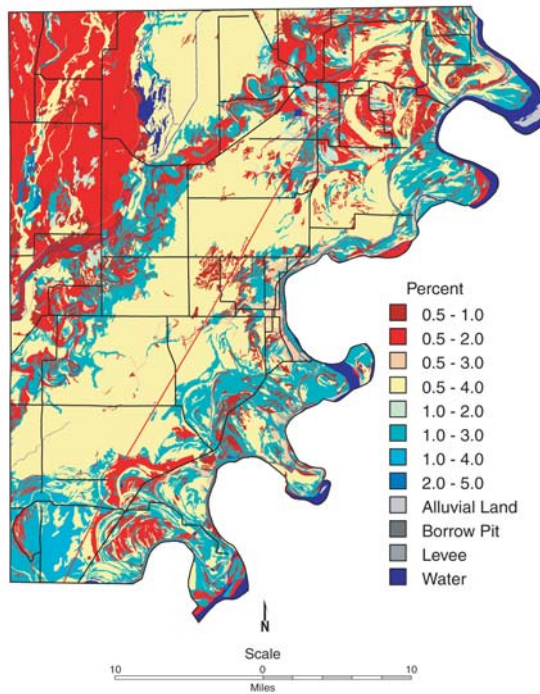 Percent
0.5 - 1.0
0.5 - 2.0
0.5 - 3.0
0.5 - 4.0
1.0 - 2.0
1.0 - 3.0
1.0 - 4.0
2.0 - 5.0
Alluvial Land
Borrow Pit
Levee
Water
N
Scale
10 0 10
Miles